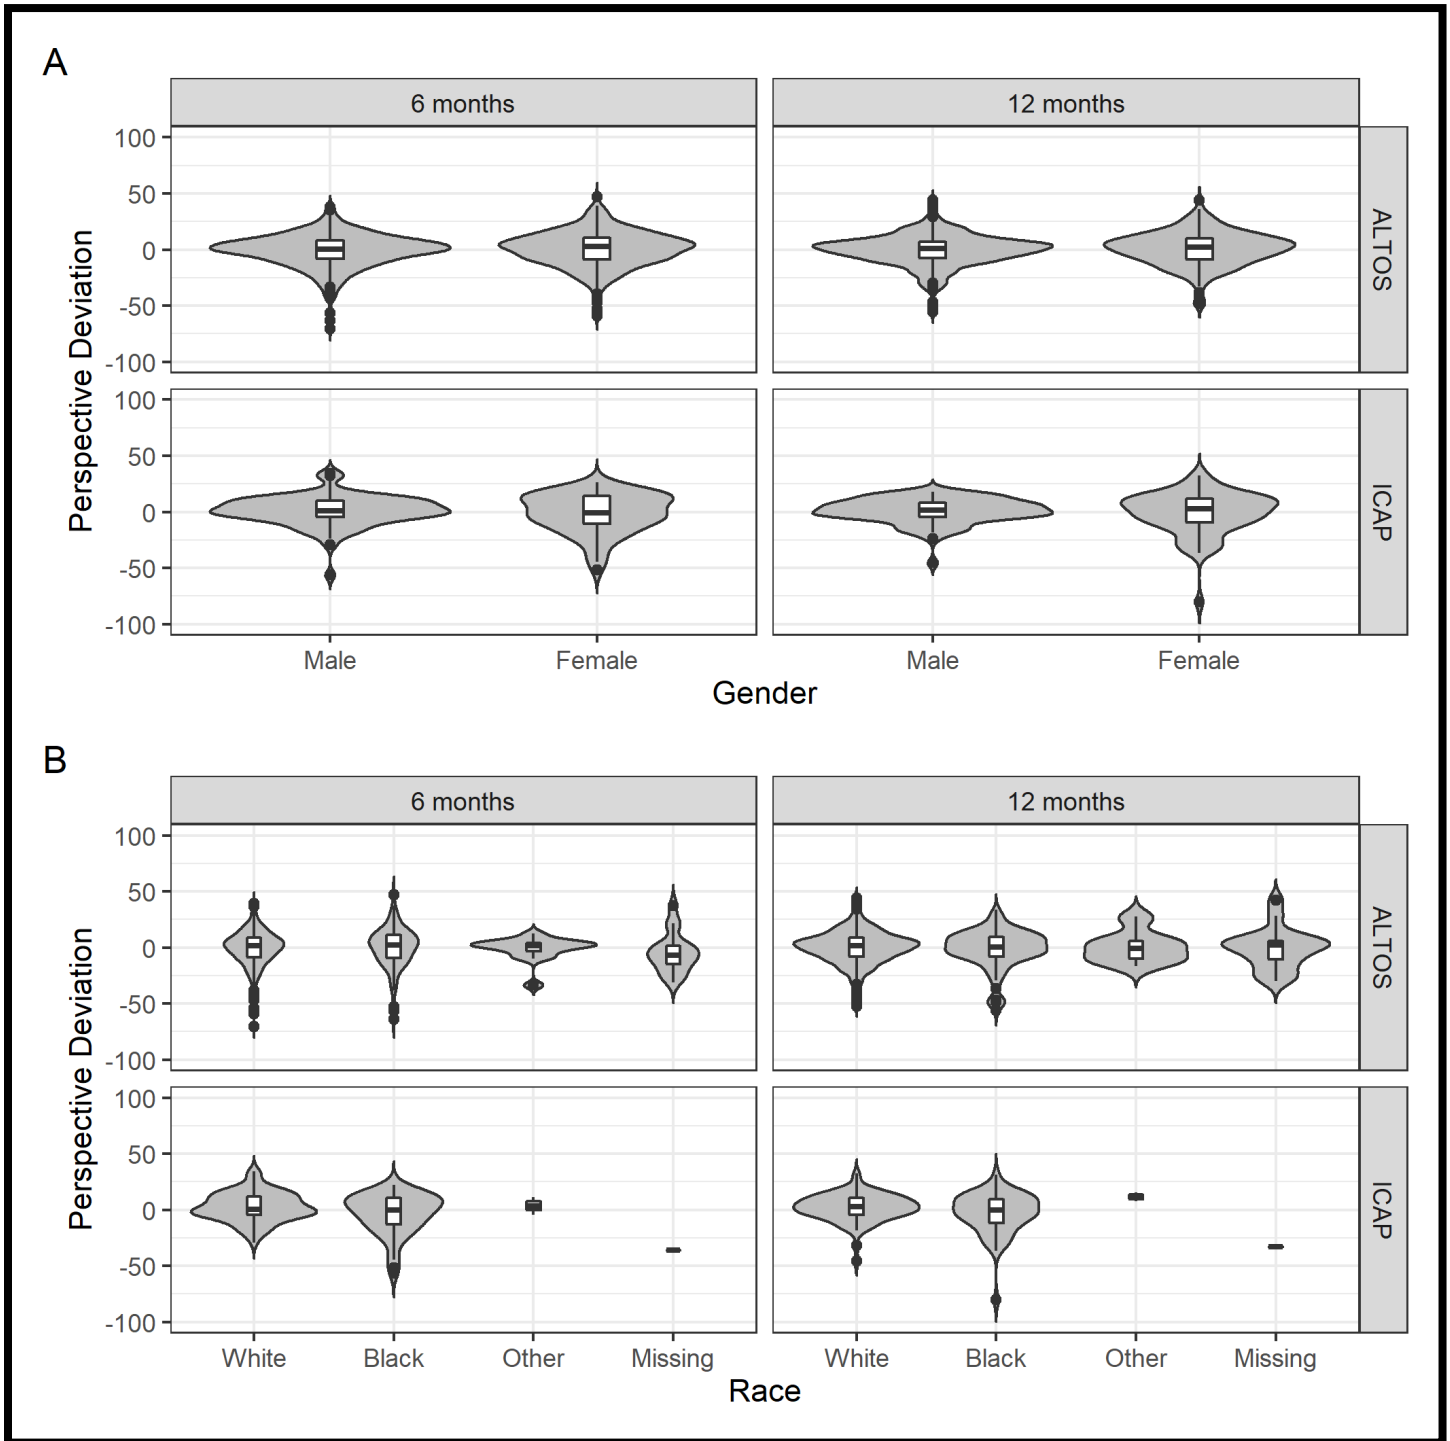 A
6 months 12 months
100
50
0
-50
-100
ALTOS
100
50
0
-50
-100
ICAP
Perspective Deviation
Male Female Male Female
Gender
B
6 months 12 months
100
50
0
-50
-100
ALTOS
100
50
0
-50
-100
ICAP
Perspective Deviation
White Black Other Missing White Black Other Missing
Race